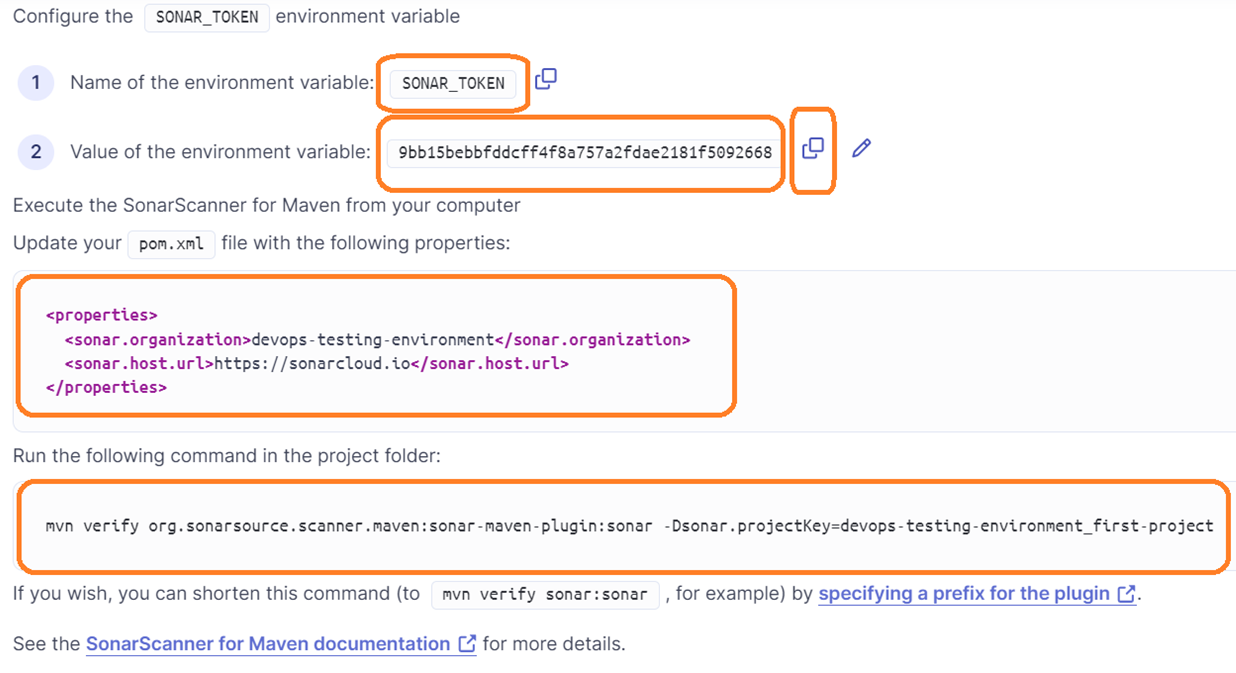 Configure the SONAR_TOKEN environment variable
1 Name of the environment variable: SONAR_TOKEN
2 Value of the environment variable: 9bb15bebbfddcff4f8a757a2fdae2181f5092668
Execute the SonarScanner for Maven from your computer
Update your pom.xml file with the following properties:
<properties>
  <sonar.organization>devops-testing-environment</sonar.organization>
  <sonar.host.url>https://sonarcloud.io</sonar.host.url>
</properties>
Run the following command in the project folder:
mvn verify org.sonarsource.scanner.maven:sonar-maven-plugin:sonar -Dsonar.projectKey=devops-testing-environment_first-project
If you wish, you can shorten this command (to mvn verify sonar:sonar , for example) by specifying a prefix for the plugin.
See the SonarScanner for Maven documentation for more details.